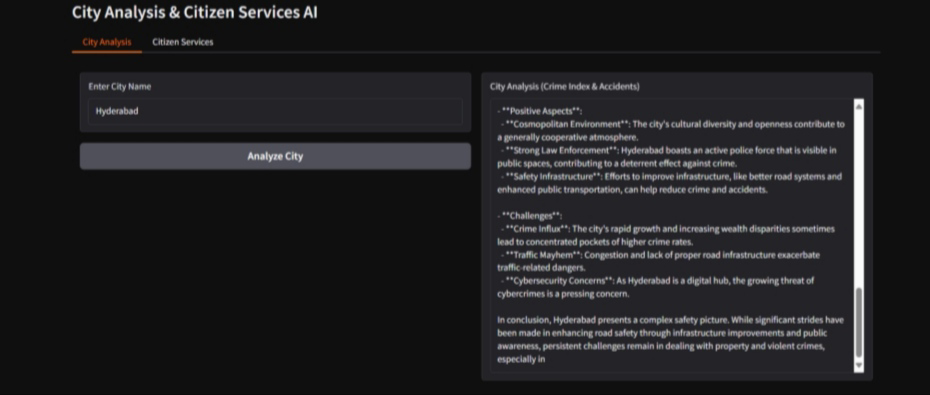 City Analysis & Citizen Services AI
City Analysis
Citizen Services
Enter City Name
Hyderabad
Analyze City
City Analysis (Crime Index & Accidents)
- **Positive Aspects**:
- **Cosmopolitan Environment**: The city's cultural diversity and openness contribute to
a generally cooperative atmosphere.
- **Strong Law Enforcement**: Hyderabad boasts an active police force that is visible in
public spaces, contributing to a deterrent effect against crime.
- **Safety Infrastructure**: Efforts to improve infrastructure, like better road systems and
enhanced public transportation, can help reduce crime and accidents.
- **Challenges**:
- **Crime Influx**: The city's rapid growth and increasing wealth disparities sometimes
lead to concentrated pockets of higher crime rates.
- **Traffic Mayhem**: Congestion and lack of proper road infrastructure exacerbate
traffic-related dangers.
- **Cybersecurity Concerns**: As Hyderabad is a digital hub, the growing threat of
cybercrimes is a pressing concern.
In conclusion, Hyderabad presents a complex safety picture. While significant strides have
been made in enhancing road safety through infrastructure improvements and public
awareness, persistent challenges remain in dealing with property and violent crimes,
especially in